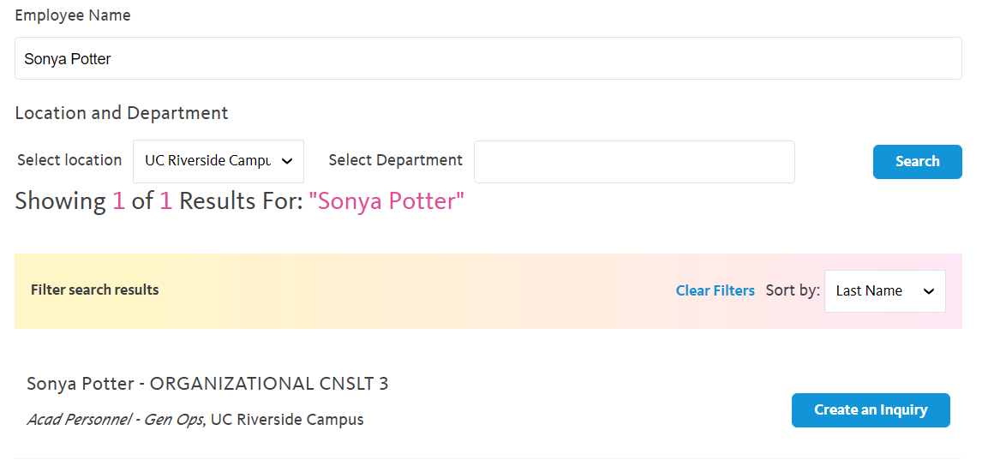 Employee Name
Sonya Potter
Location and Department
Select location UC Riverside Campu Select Department Search
Showing 1 of 1 Results For: "Sonya Potter"
Filter search results Clear Filters Sort by: Last Name
Sonya Potter - ORGANIZATIONAL CNSLT 3
Acad Personnel - Gen Ops, UC Riverside Campus
Create an Inquiry